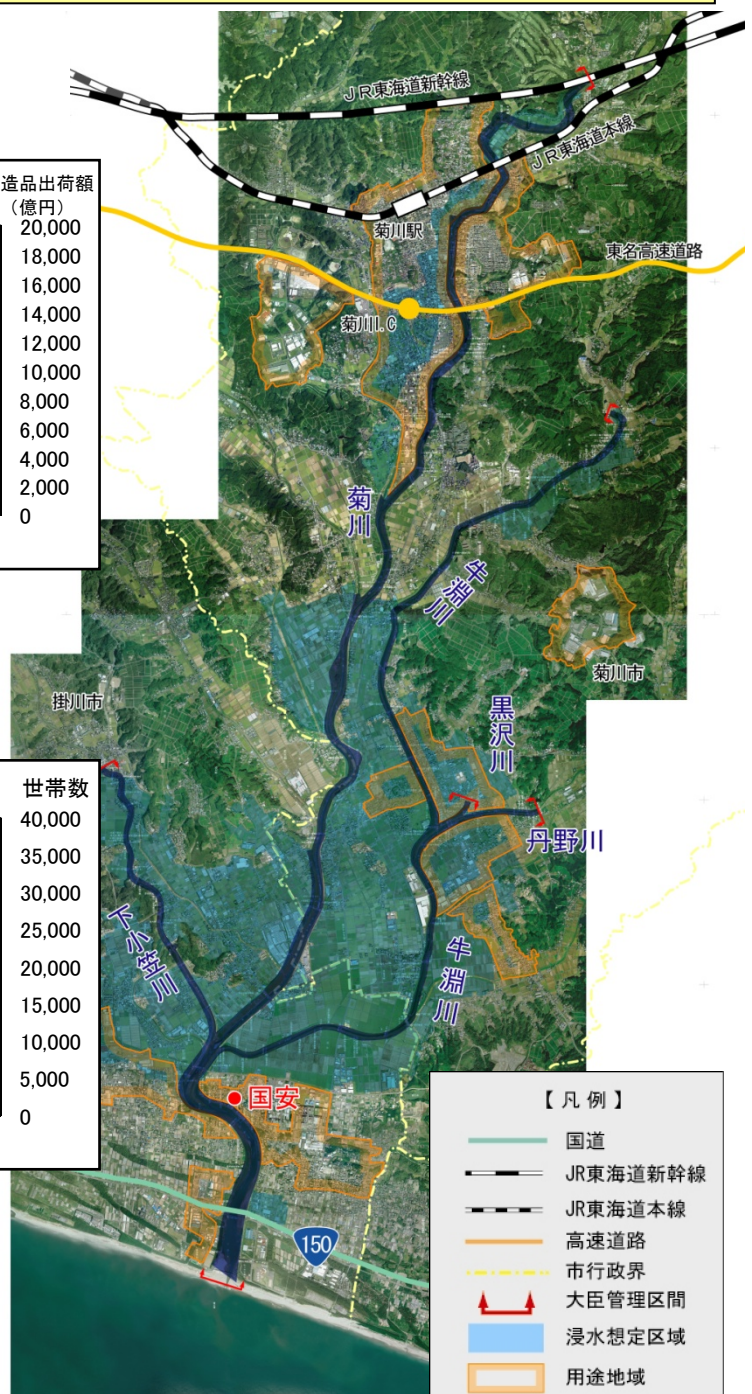 JR東海道新幹線
JR東海道本線
造品出荷額
（億円）
20,000
18,000
16,000
14,000
12,000
10,000
8,000
6,000
4,000
2,000
0
菊川駅
東名高速道路
菊川I.C
菊川
牛淵川
菊川市
掛川市
黒沢川
丹野川
世帯数
40,000
35,000
30,000
25,000
20,000
15,000
10,000
5,000
0
下小笠川
牛淵川
国安
150
【凡例】
国道
JR東海道新幹線
JR東海道本線
高速道路
市行政界
大臣管理区間
浸水想定区域
用途地域